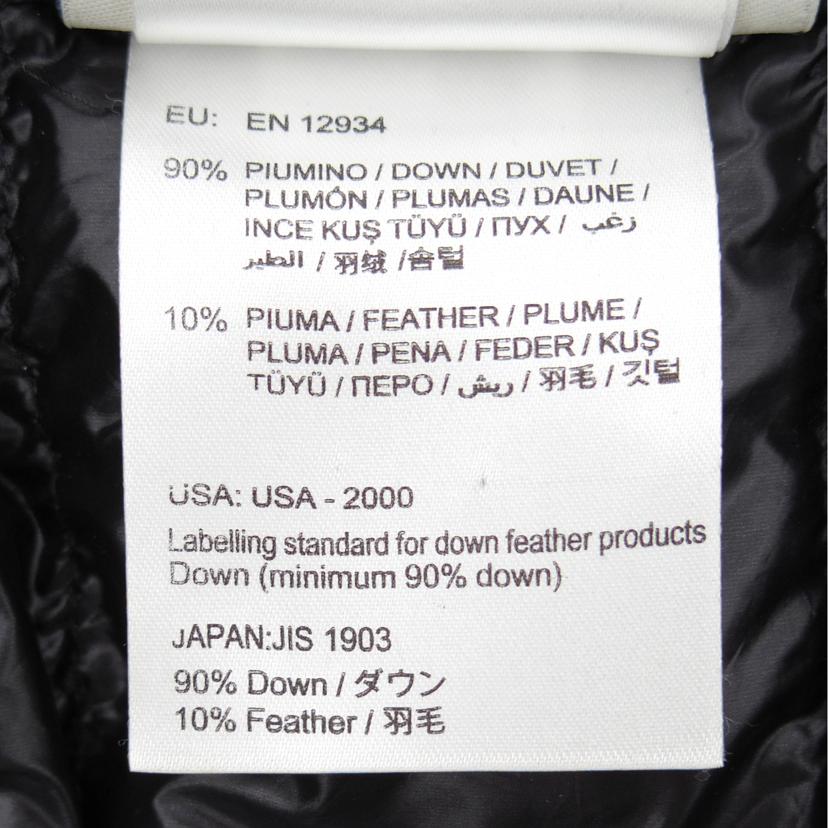 EU: EN 12934
90% PIUMINO / DOWN / DUVET /
PLUMÓN / PLUMAS / DAUNE /
INCE KUŞ TÜYÜ / ПУХ / زغب
الطير / 羽绒 /솜털
10% PIUMA / FEATHER / PLUME /
PLUMA / PENA / FEDER / KUŞ
TÜYÜ / ПЕРО / ريش / 羽毛 / 깃털
USA: USA - 2000
Labelling standard for down feather products
Down (minimum 90% down)
JAPAN:JIS 1903
90% Down / ダウン
10% Feather / 羽毛